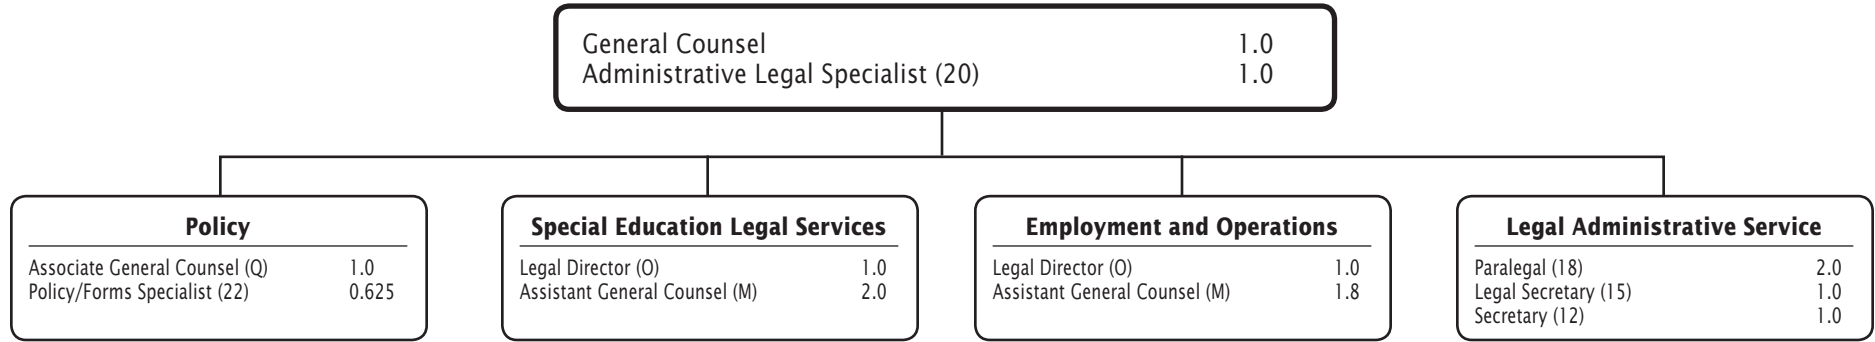 General Counsel 1.0
Administrative Legal Specialist (20) 1.0
Policy
Associate General Counsel (Q) 1.0
Policy/Forms Specialist (22) 0.625
Special Education Legal Services
Legal Director (O) 1.0
Assistant General Counsel (M) 2.0
Employment and Operations
Legal Director (O) 1.0
Assistant General Counsel (M) 1.8
Legal Administrative Service
Paralegal (18) 2.0
Legal Secretary (15) 1.0
Secretary (12) 1.0